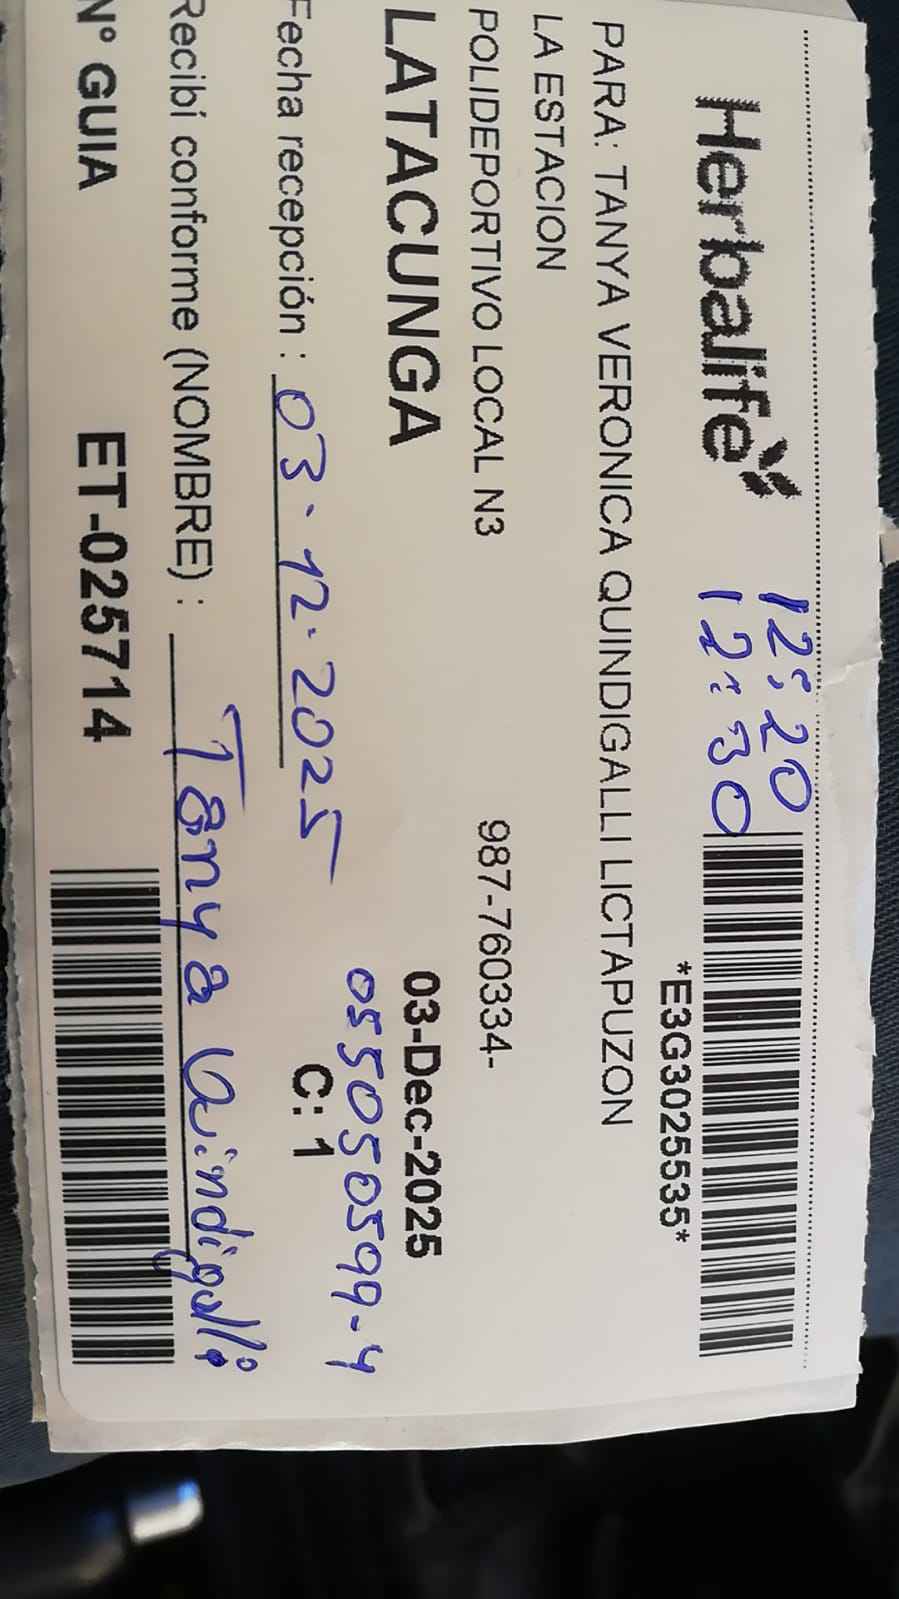 Herbalife
12:20
12:30
*E3G3025535*
PARA: TANYA VERONICA QUINDIGALLI LICTAPUZON
LA ESTACION
POLIDEPORTIVO LOCAL N3 987-760334-
LATACUNGA 03-Dec-2025
0550505099-4
Fecha recepción : 03.12.2025 C: 1
Recibí conforme (NOMBRE) : Tanya Quindigalli
N° GUIA ET-025714